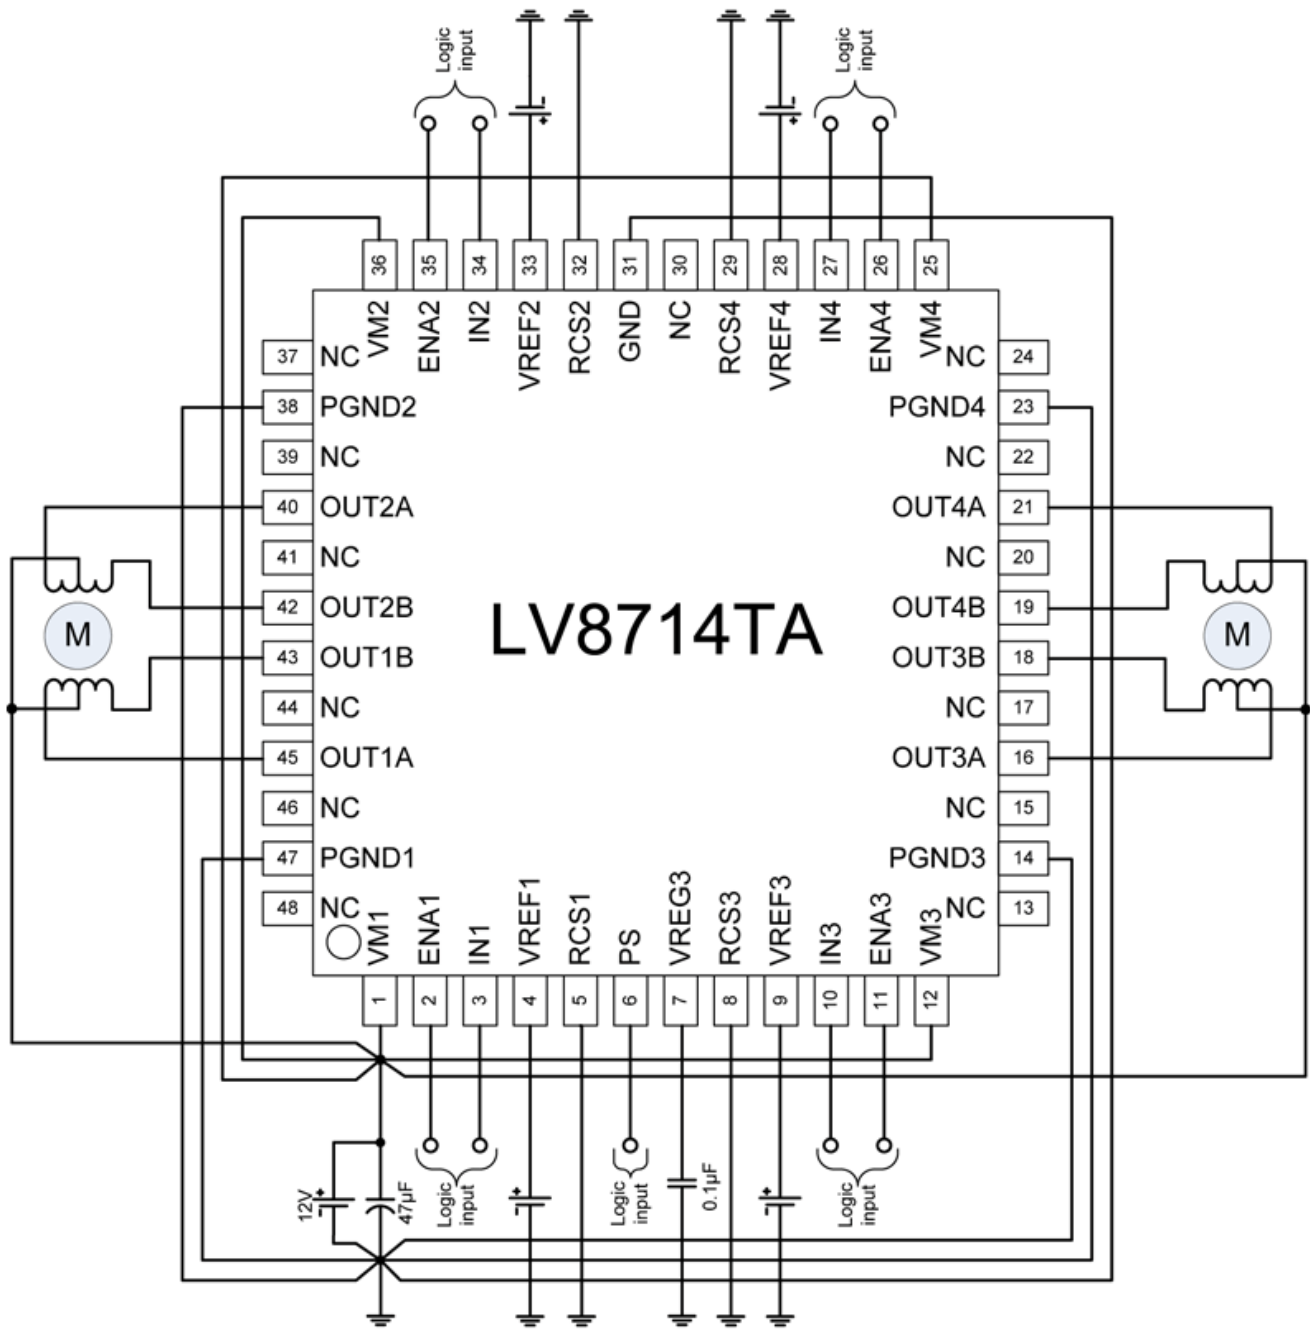 Logic
input
- +
- +
Logic
input
36 35 34 33 32 31 30 29 28 27 26 25
VM2 ENA2 IN2 VREF2 RCS2 GND NC RCS4 VREF4 IN4 ENA4 VM4
37 NC
NC 24
38 PGND2
PGND4 23
39 NC
NC 22
40 OUT2A
OUT4A 21
41 NC
NC 20
42 OUT2B
OUT4B 19
M
LV8714TA
M
43 OUT1B
OUT3B 18
44 NC
NC 17
45 OUT1A
OUT3A 16
46 NC
NC 15
47 PGND1
PGND3 14
48 NC
NC 13
VM1 ENA1 IN1 VREF1 RCS1 PS VREG3 RCS3 VREF3 IN3 ENA3 VM3
1 2 3 4 5 6 7 8 9 10 11 12
12V
- +
47µF
Logic
input
- +
Logic
input
0.1µF
- +
Logic
input